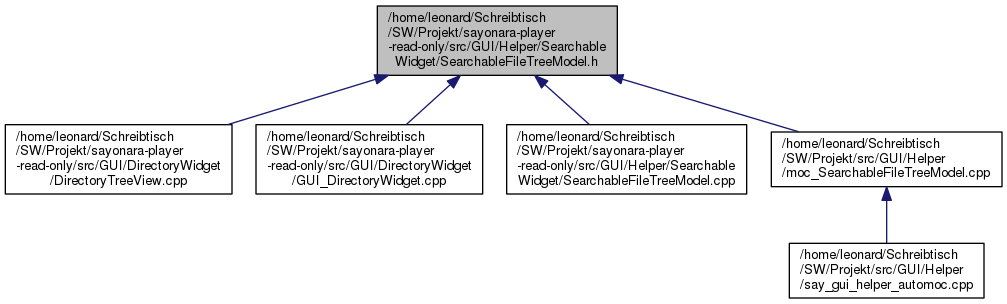 /home/leonard/Schreibtisch
/SW/Projekt/sayonara-player
-read-only/src/GUI/Helper/Searchable
Widget/SearchableFileTreeModel.h
/home/leonard/Schreibtisch
/SW/Projekt/sayonara-player
-read-only/src/GUI/DirectoryWidget
/DirectoryTreeView.cpp
/home/leonard/Schreibtisch
/SW/Projekt/sayonara-player
-read-only/src/GUI/DirectoryWidget
/GUI_DirectoryWidget.cpp
/home/leonard/Schreibtisch
/SW/Projekt/sayonara-player
-read-only/src/GUI/Helper/Searchable
Widget/SearchableFileTreeModel.cpp
/home/leonard/Schreibtisch
/SW/Projekt/src/GUI/Helper
/moc_SearchableFileTreeModel.cpp
/home/leonard/Schreibtisch
/SW/Projekt/src/GUI/Helper
/say_gui_helper_automoc.cpp